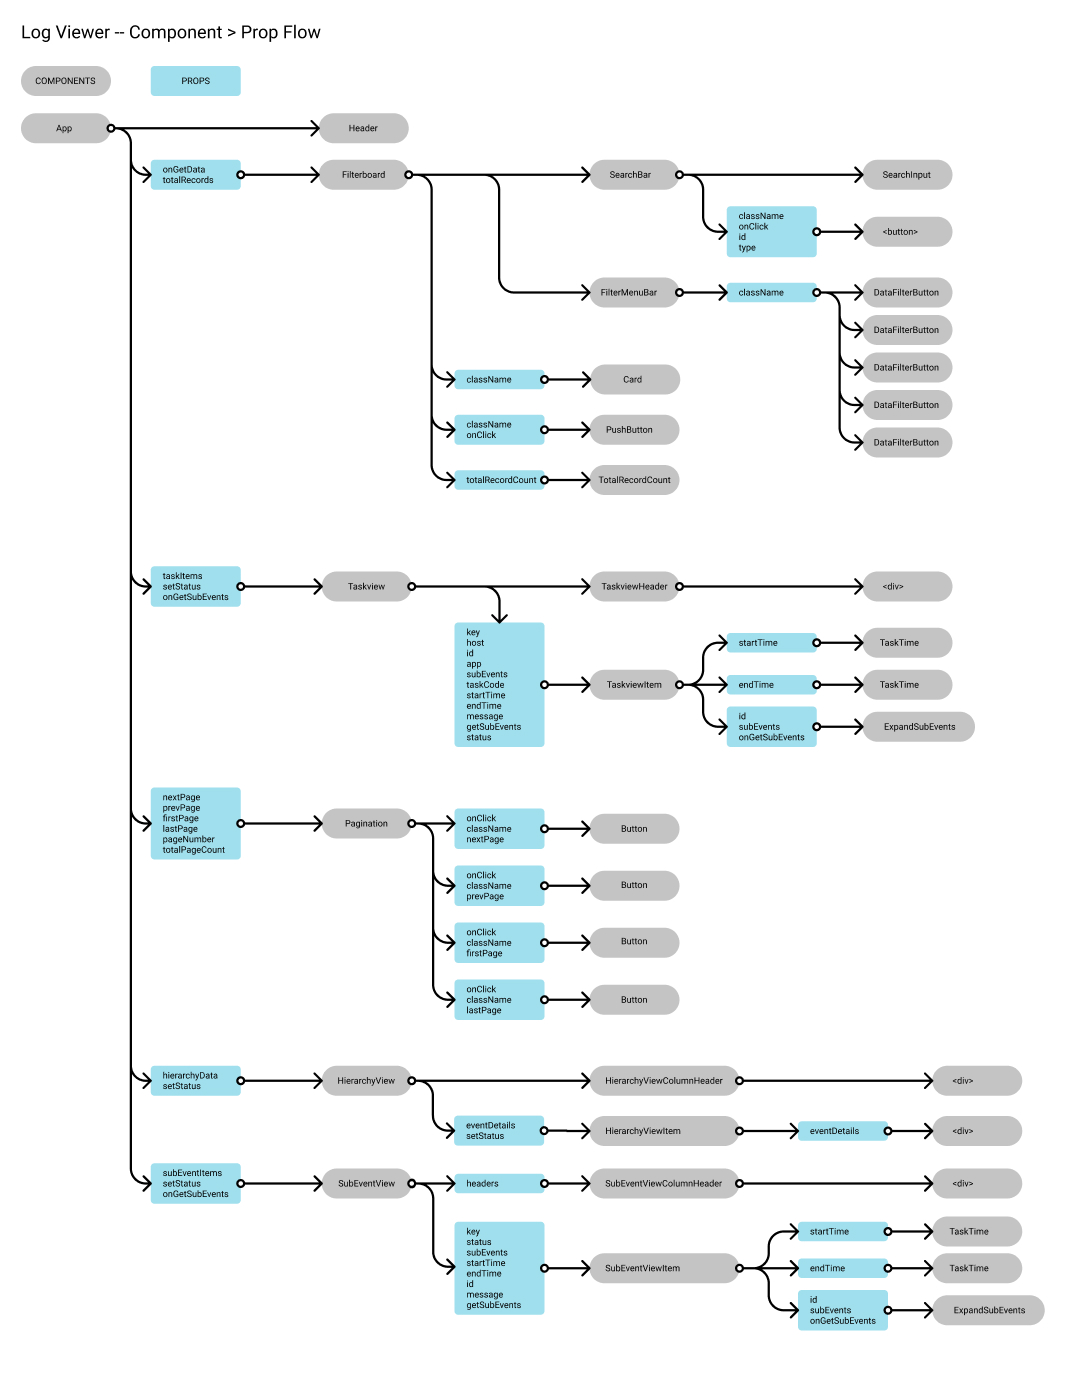 Log Viewer -- Component > Prop Flow
COMPONENTS
PROPS
App
Header
onGetData
totalRecords
Filterboard
SearchBar
SearchInput
className
onClick
id
type
<button>
FilterMenuBar
className
DataFilterButton
DataFilterButton
DataFilterButton
DataFilterButton
DataFilterButton
className
Card
className
onClick
PushButton
totalRecordCount
TotalRecordCount
taskItems
setStatus
onGetSubEvents
Taskview
TaskviewHeader
<div>
key
host
id
app
subEvents
taskCode
startTime
endTime
message
getSubEvents
status
TaskviewItem
startTime
TaskTime
endTime
TaskTime
id
subEvents
onGetSubEvents
ExpandSubEvents
nextPage
prevPage
firstPage
lastPage
pageNumber
totalPageCount
Pagination
onClick
className
nextPage
Button
onClick
className
prevPage
Button
onClick
className
firstPage
Button
onClick
className
lastPage
Button
hierarchyData
setStatus
HierarchyView
HierarchyViewColumnHeader
<div>
eventDetails
setStatus
HierarchyViewItem
eventDetails
<div>
subEventItems
setStatus
onGetSubEvents
SubEventView
headers
SubEventViewColumnHeader
<div>
key
status
subEvents
startTime
endTime
id
message
getSubEvents
SubEventViewItem
startTime
TaskTime
endTime
TaskTime
id
subEvents
onGetSubEvents
ExpandSubEvents